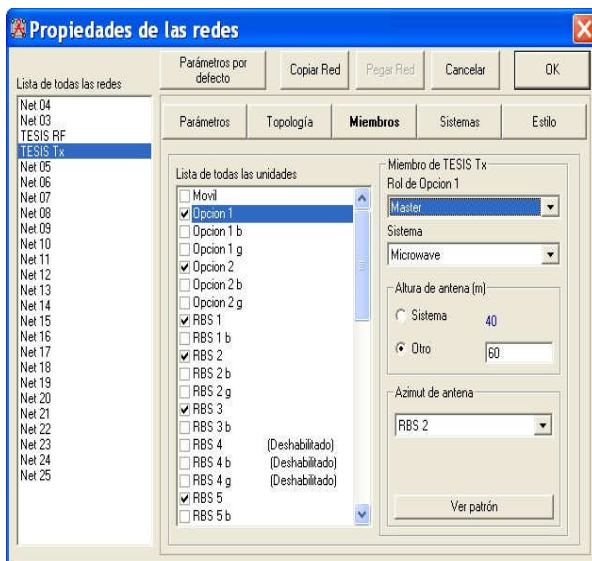 Propiedades de las redes
Parámetros por defecto
Copiar Red
Pegar Red
Cancelar
OK
Lista de todas las redes
Net 04
Net 03
TESIS RF
TESIS Tx
Net 05
Net 06
Net 07
Net 08
Net 09
Net 10
Net 11
Net 12
Net 13
Net 14
Net 15
Net 16
Net 17
Net 18
Net 19
Net 20
Net 21
Net 22
Net 23
Net 24
Net 25
Parámetros
Topología
Miembros
Sistemas
Estilo
Lista de todas las unidades
Movil
Opcion 1
Opcion 1 b
Opcion 1 g
Opcion 2
Opcion 2 b
Opcion 2 g
RBS 1
RBS 1 b
RBS 2
RBS 2 b
RBS 2 g
RBS 3
RBS 3 b
RBS 4 (Deshabilitado)
RBS 4 b (Deshabilitado)
RBS 4 g (Deshabilitado)
RBS 5
RBS 5 b
Miembro de TESIS Tx
Rol de Opcion 1
Master
Sistema
Microwave
Altura de antena (m)
Sistema 40
Otro 60
Azimut de antena
RBS 2
Ver patrón